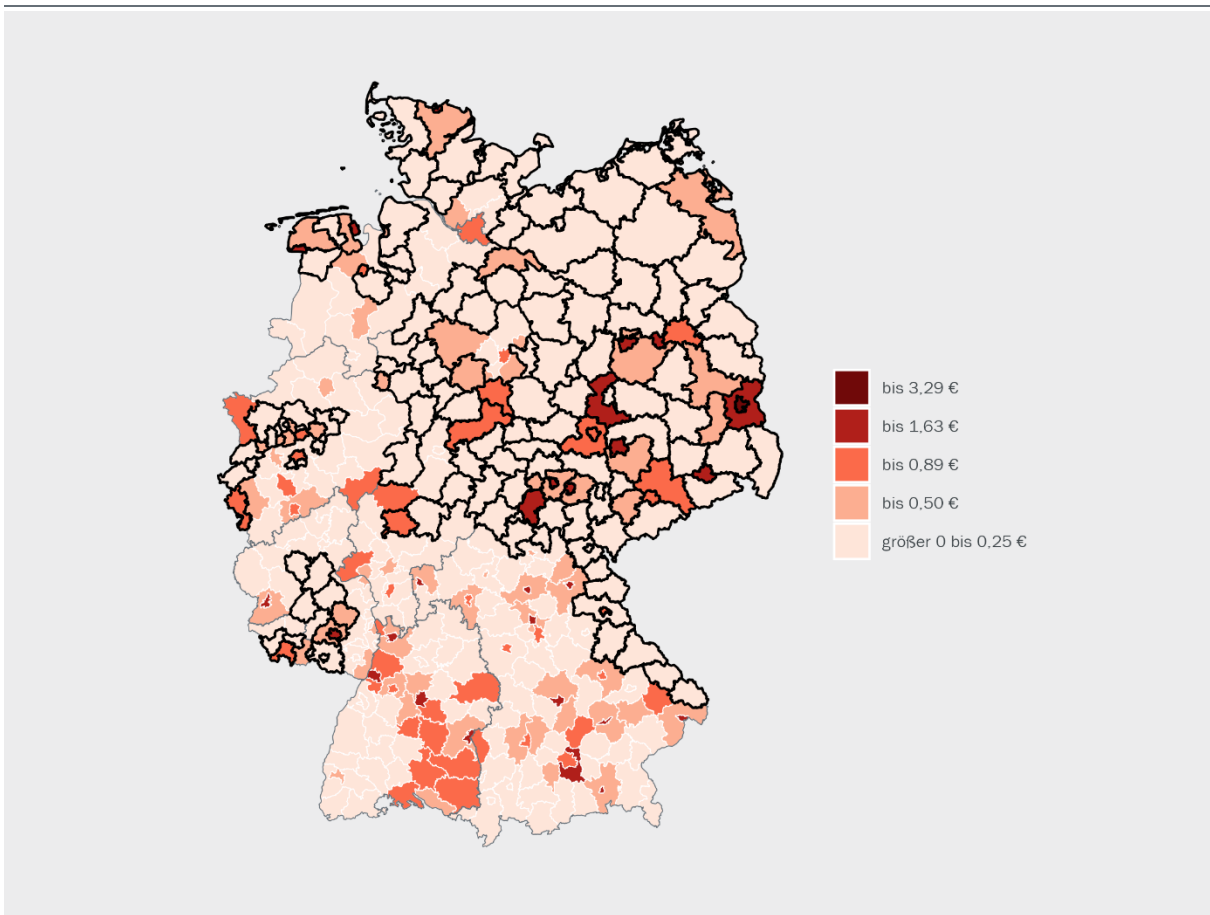 bis 3,29 €
bis 1,63 €
bis 0,89 €
bis 0,50 €
größer 0 bis 0,25 €